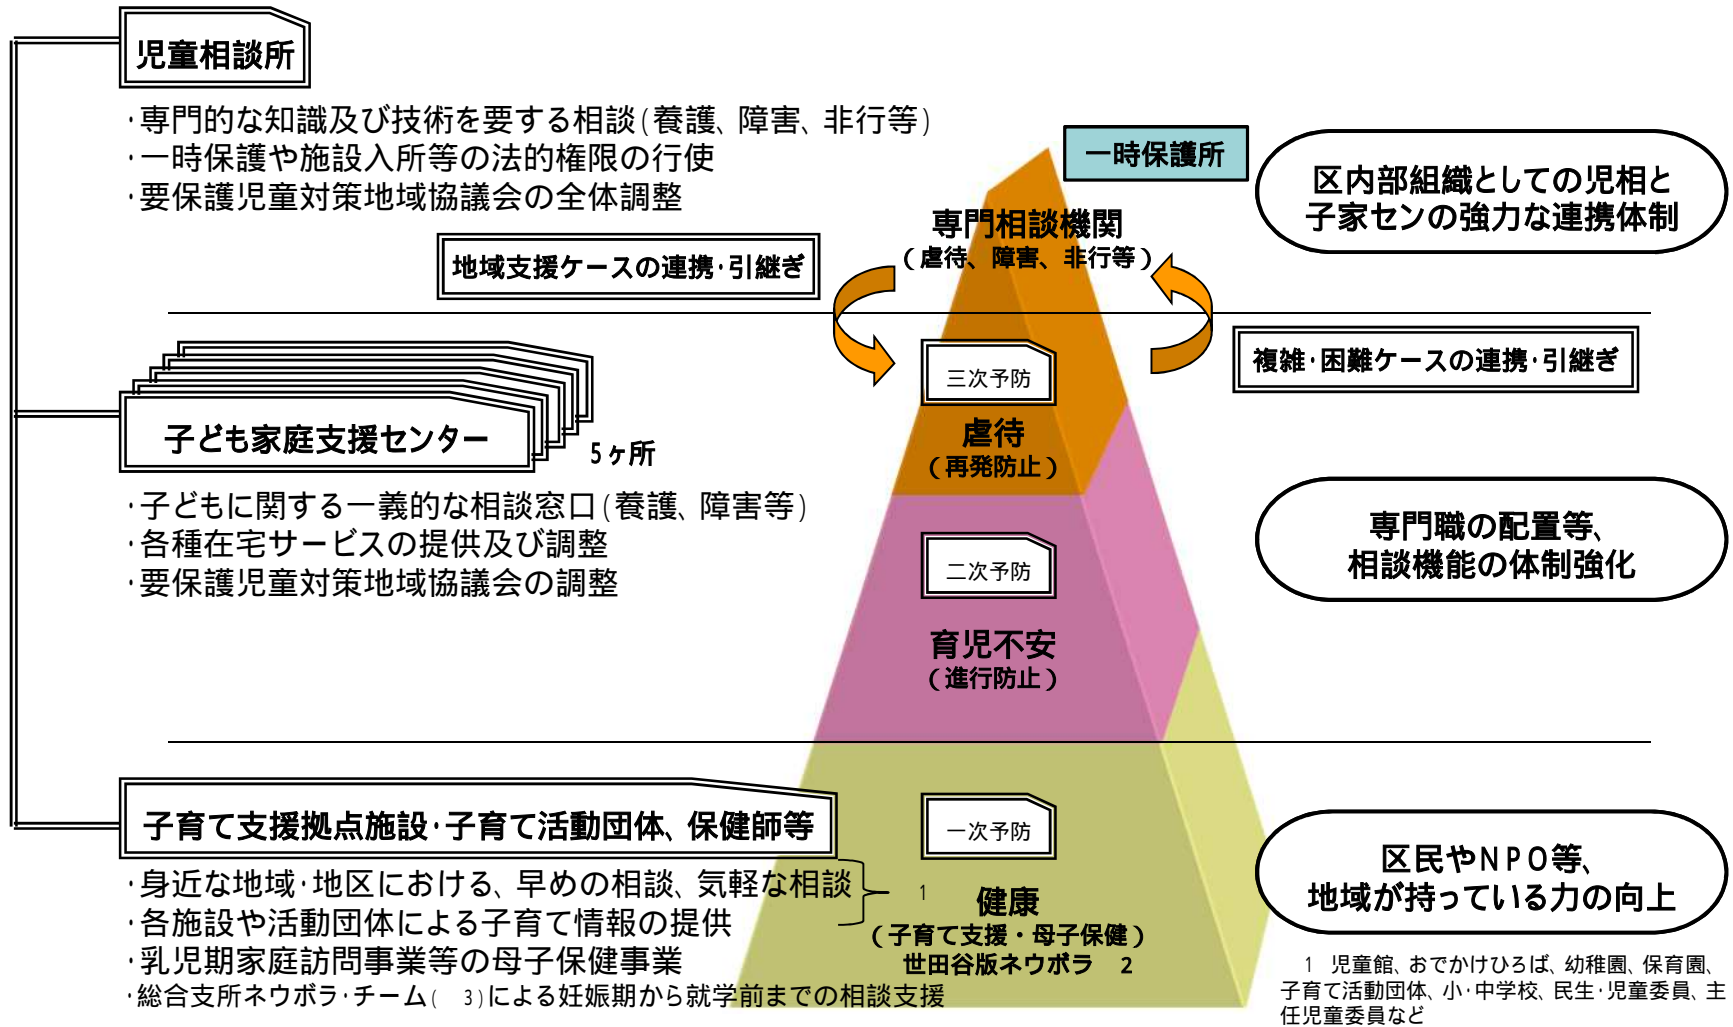 児童相談所
・専門的な知識及び技術を要する相談(養護、障害、非行等)
・一時保護や施設入所等の法的権限の行使
・要保護児童対策地域協議会の全体調整
一時保護所
区内部組織としての児相と
子家センの強力な連携体制
専門相談機関
(虐待、障害、非行等)
地域支援ケースの連携・引継ぎ
複雑・困難ケースの連携・引継ぎ
三次予防
虐待
(再発防止)
子ども家庭支援センター
5ヶ所
・子どもに関する一義的な相談窓口(養護、障害等)
・各種在宅サービスの提供及び調整
・要保護児童対策地域協議会の調整
専門職の配置等、
相談機能の体制強化
二次予防
育児不安
(進行防止)
子育て支援拠点施設・子育て活動団体、保健師等
・身近な地域・地区における、早めの相談、気軽な相談
・各施設や活動団体による子育て情報の提供
・乳児期家庭訪問事業等の母子保健事業
・総合支所ネウボラ・チーム( 3)による妊娠期から就学前までの相談支援
一次予防
1
健康
(子育て支援・母子保健)
世田谷版ネウボラ 2
区民やNPO等、
地域が持っている力の向上
1 児童館、おでかけひろば、幼稚園、保育園、
子育て活動団体、小・中学校、民生・児童委員、主
任児童委員など